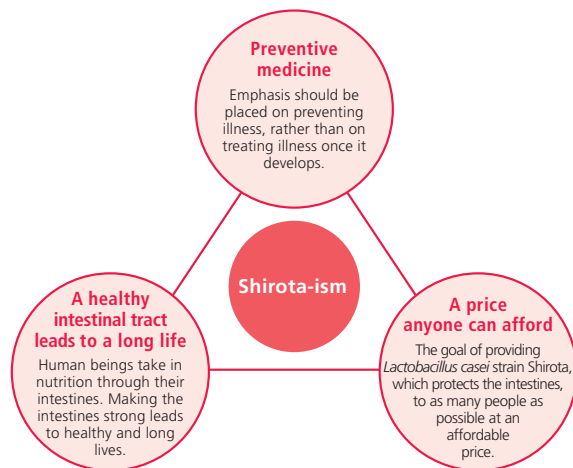 Preventive
medicine
Emphasis should be
placed on preventing
illness, rather than on
treating illness once it
develops.
Shirota-ism
A healthy
intestinal tract
leads to a long life
Human beings take in
nutrition through their
intestines. Making the
intestines strong leads
to healthy and long
lives.
A price
anyone can afford
The goal of providing
Lactobacillus casei strain Shirota,
which protects the intestines,
to as many people as
possible at an
affordable
price.